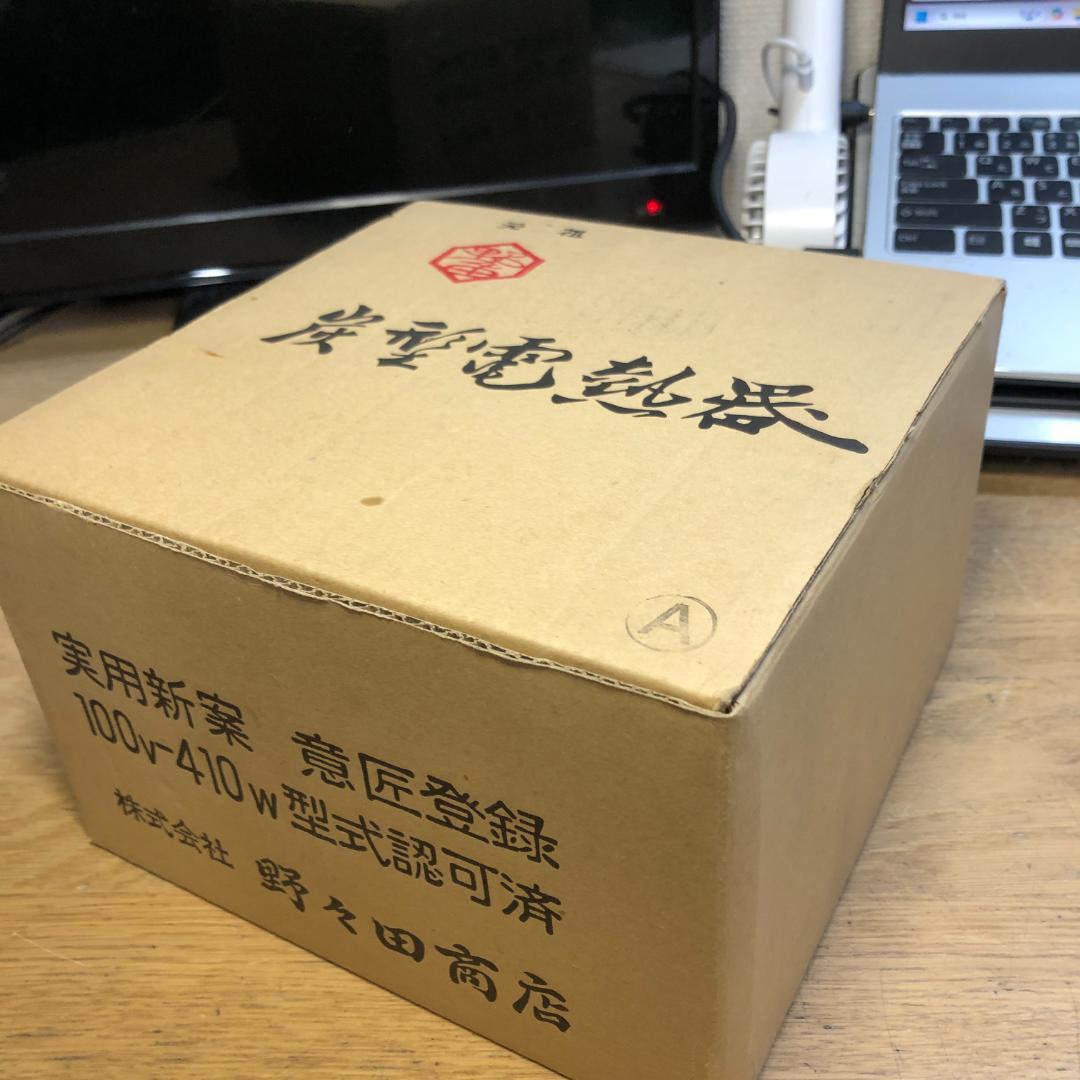 炭型電熱器
A
実用新案 意匠登録
100V-410W型式認可済
株式会社 野々田商店